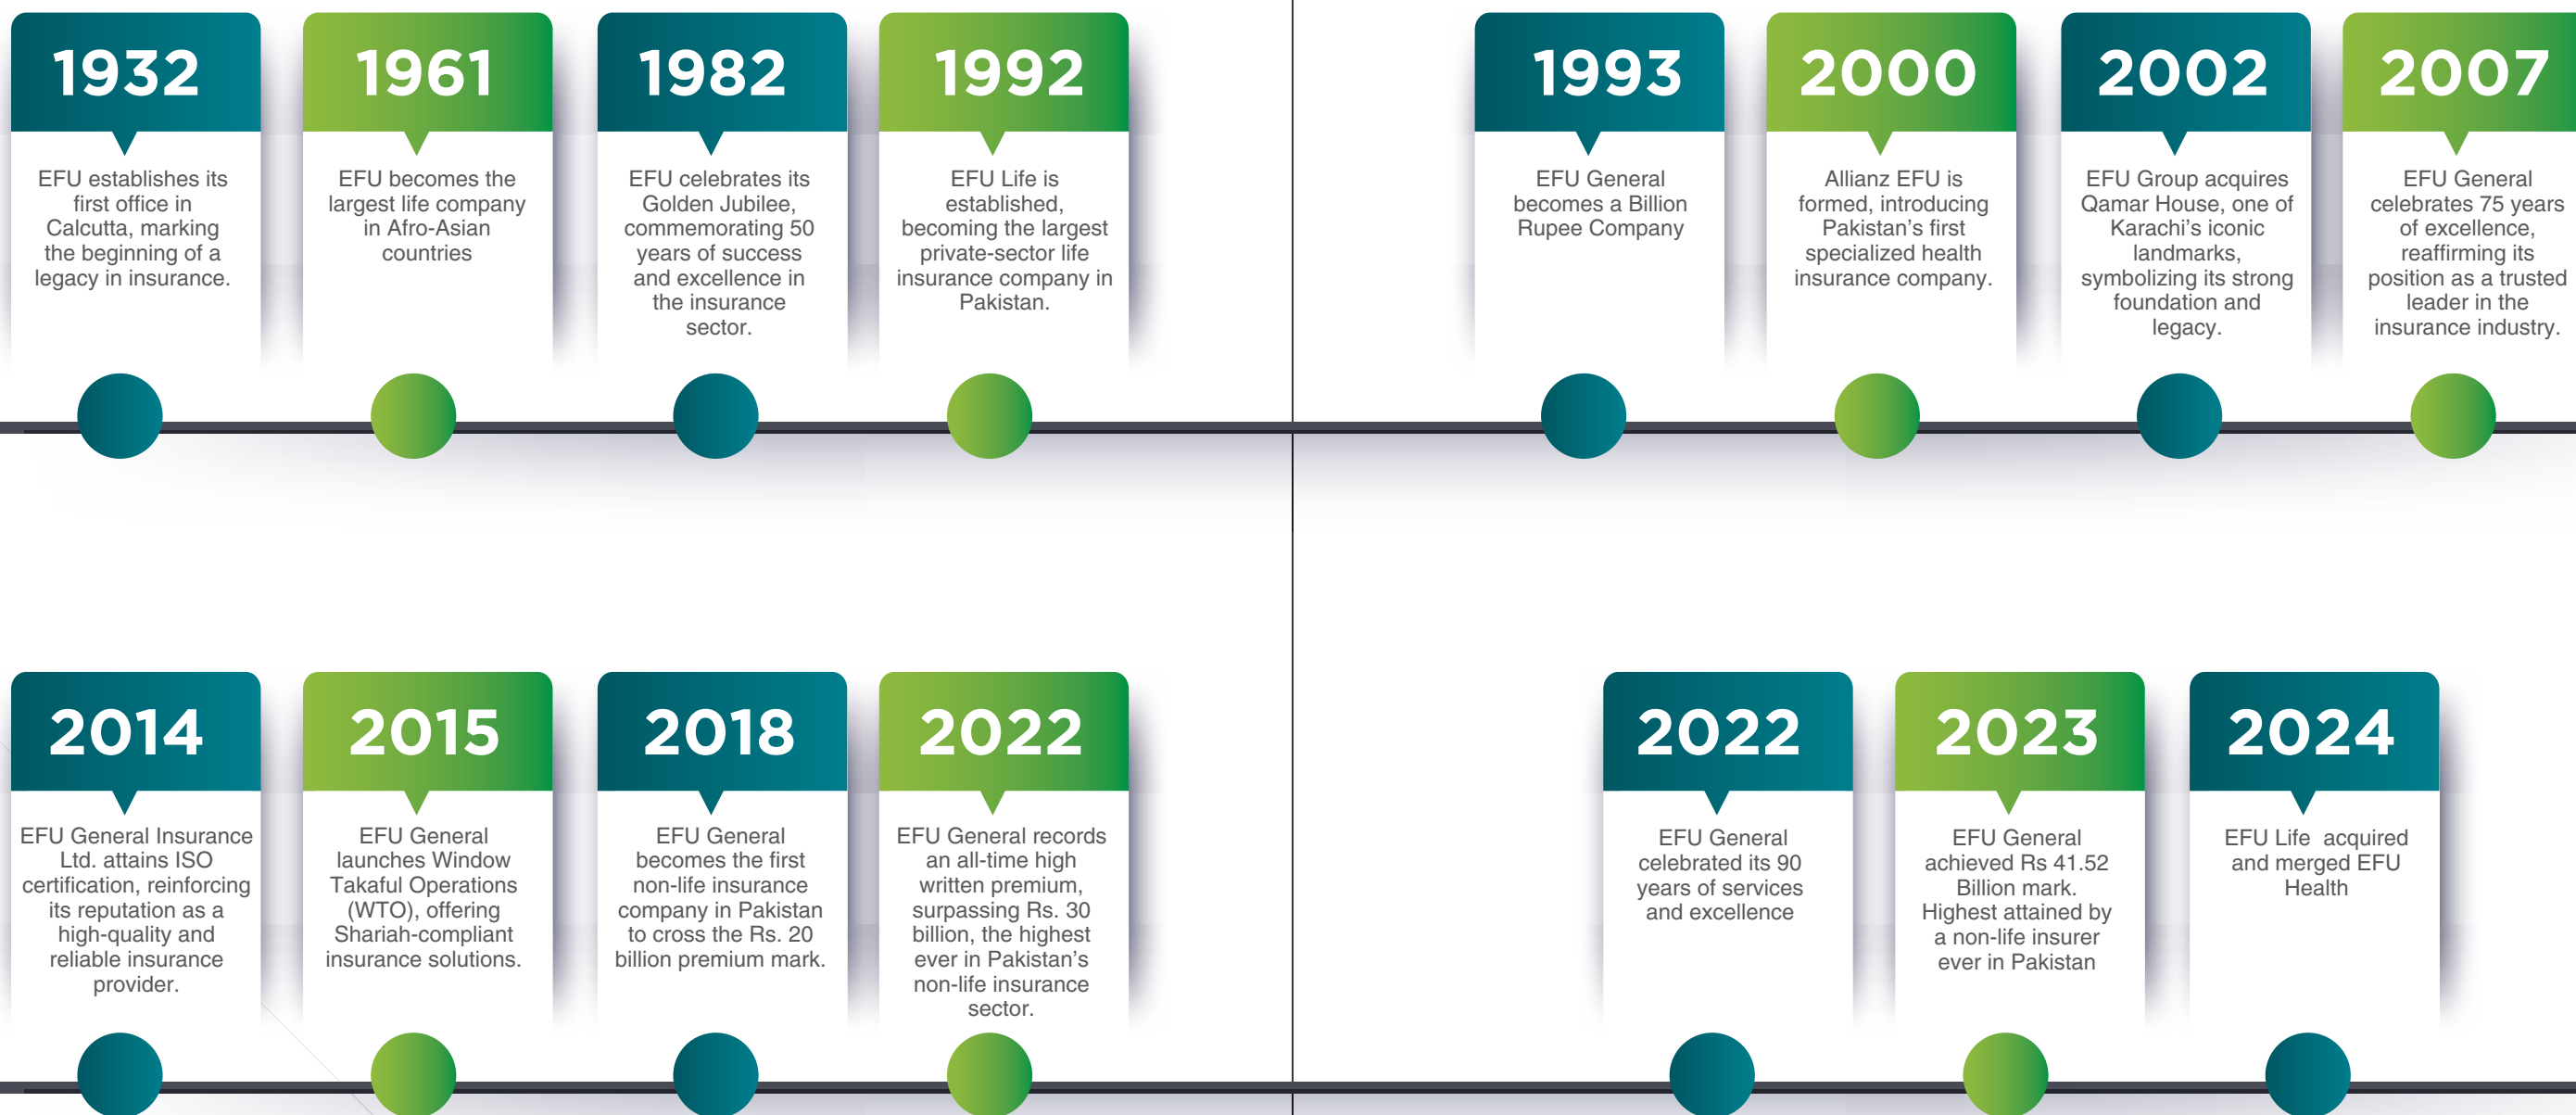 1932
EFU establishes its
first office in
Calcutta, marking
the beginning of a
legacy in insurance.
1961
EFU becomes the
largest life company
in Afro-Asian
countries
1982
EFU celebrates its
Golden Jubilee,
commemorating 50
years of success
and excellence in
the insurance
sector.
1992
EFU Life is
established,
becoming the largest
private-sector life
insurance company in
Pakistan.
1993
EFU General
becomes a Billion
Rupee Company
2000
Allianz EFU is
formed, introducing
Pakistan's first
specialized health
insurance company.
2002
EFU Group acquires
Qamar House, one of
Karachi's iconic
landmarks,
symbolizing its strong
foundation and
legacy.
2007
EFU General
celebrates 75 years
of excellence,
reaffirming its
position as a trusted
leader in the
insurance industry.
2014
EFU General Insurance
Ltd. attains ISO
certification, reinforcing
its reputation as a
high-quality and
reliable insurance
provider.
2015
EFU General
launches Window
Takaful Operations
(WTO), offering
Shariah-compliant
insurance solutions.
2018
EFU General
becomes the first
non-life insurance
company in Pakistan
to cross the Rs. 20
billion premium mark.
2022
EFU General records
an all-time high
written premium,
surpassing Rs. 30
billion, the highest
ever in Pakistan's
non-life insurance
sector.
2022
EFU General
celebrated its 90
years of services
and excellence
2023
EFU General
achieved Rs 41.52
Billion mark.
Highest attained by
a non-life insurer
ever in Pakistan
2024
EFU Life  acquired
and merged EFU
Health